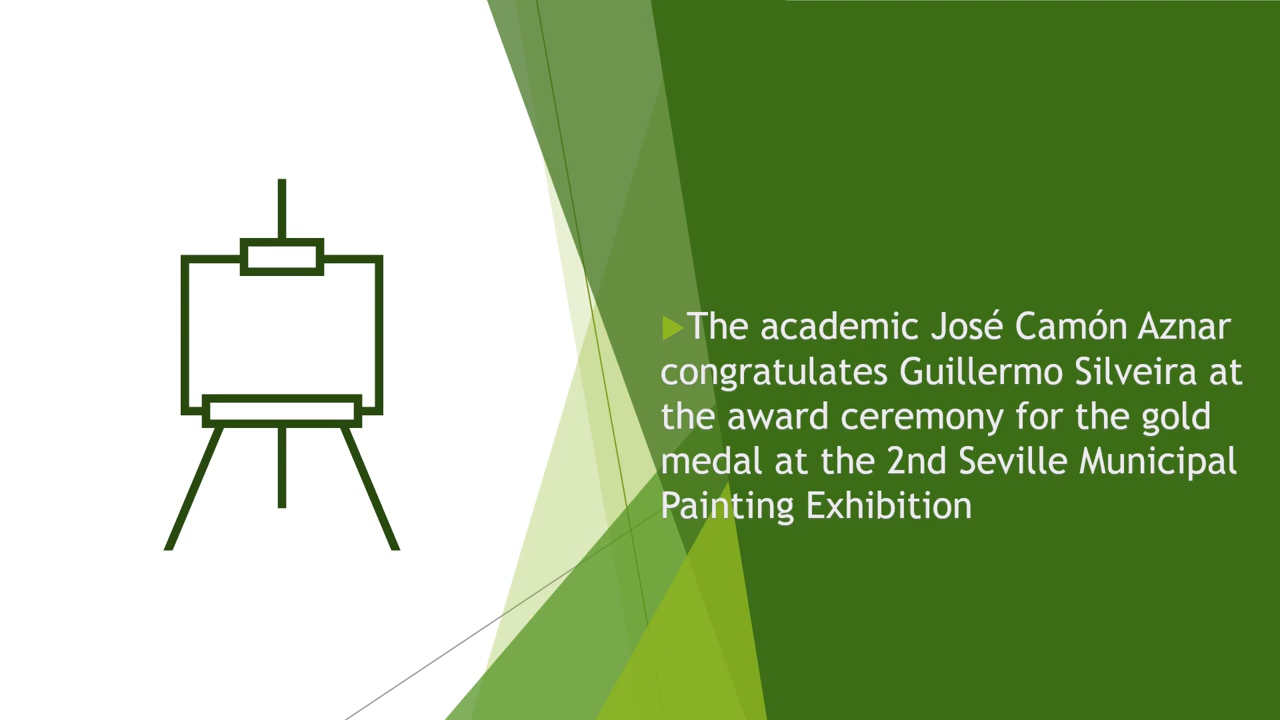 The academic José Camón Aznar
congratulates Guillermo Silveira at
the award ceremony for the gold
medal at the 2nd Seville Municipal
Painting Exhibition